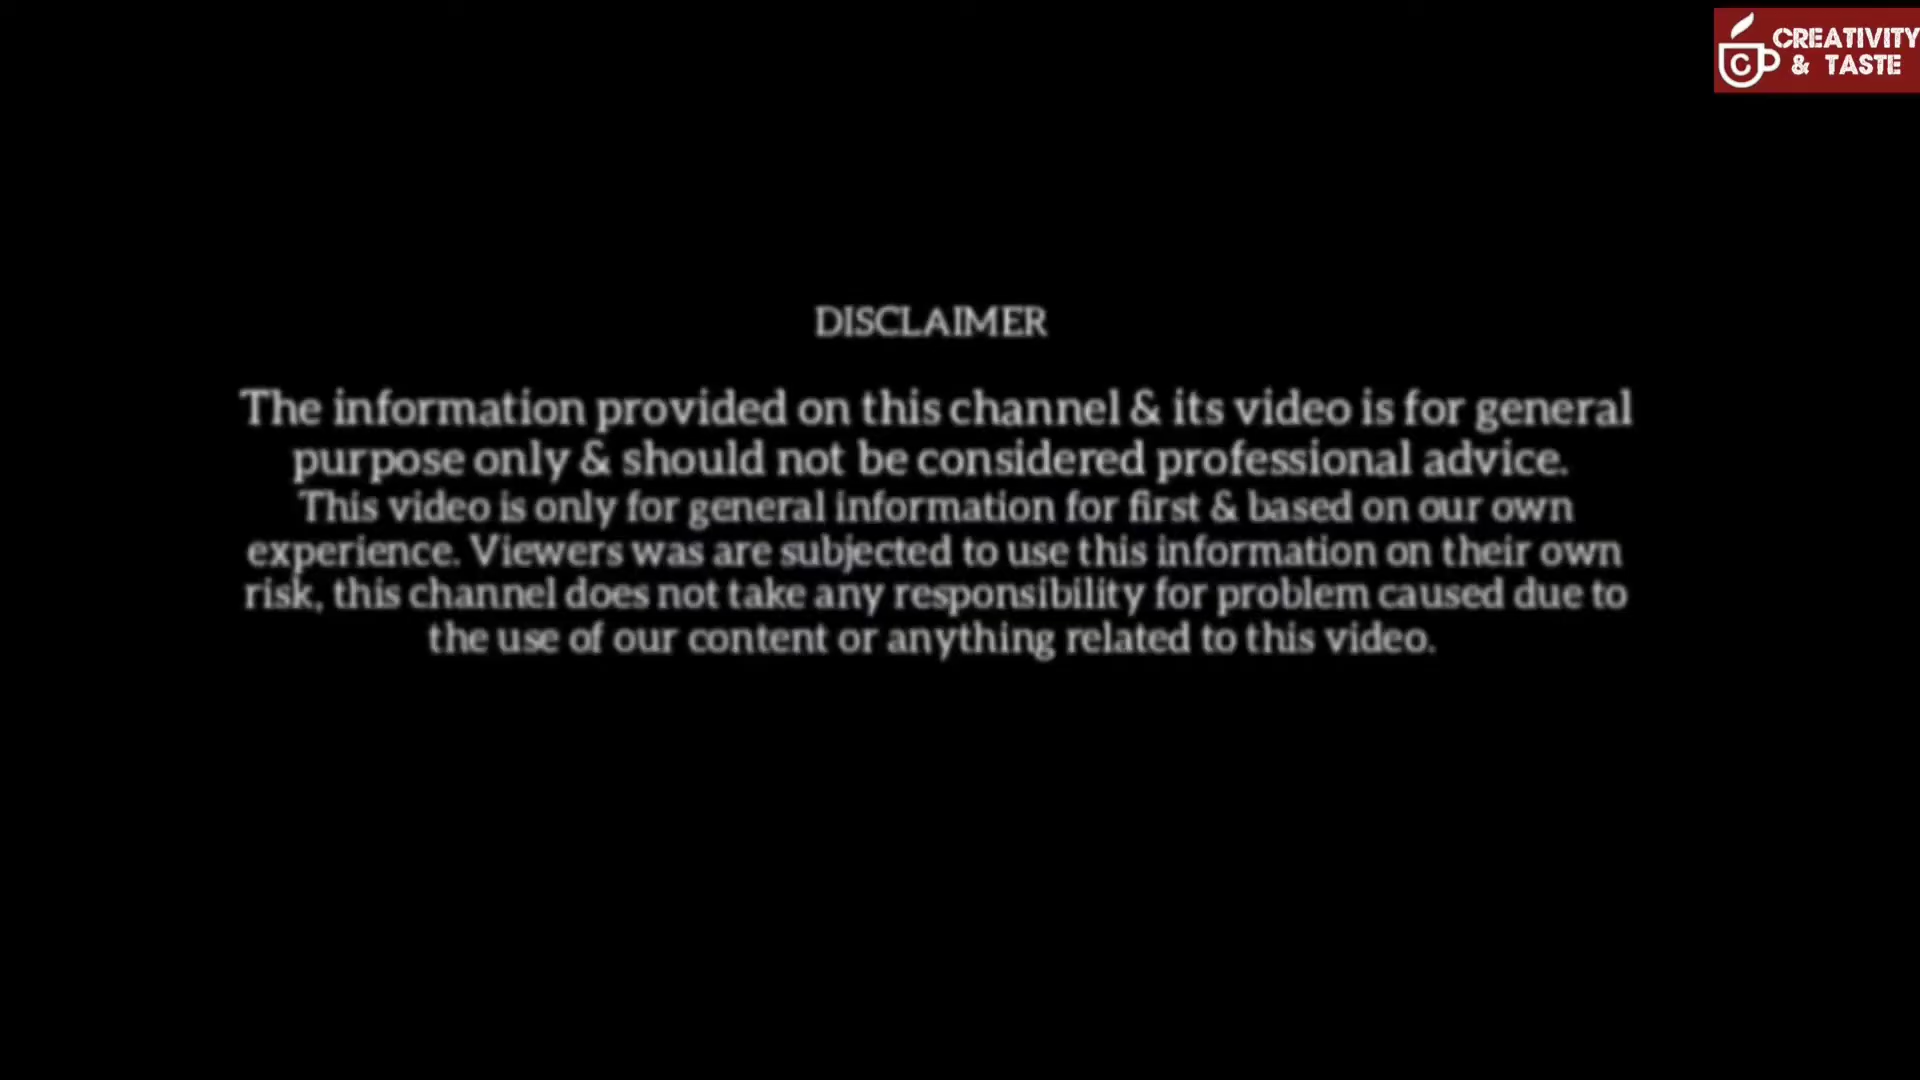 CREATIVITY
& TASTE
C
DISCLAIMER
The information provided on this channel & its video is for general
purpose only & should not be considered professional advice.
This video is only for general information for first & based on our own
experience. Viewers was are subjected to use this information on their own
risk, this channel does not take any responsibility for problem caused due to
the use of our content or anything related to this video.